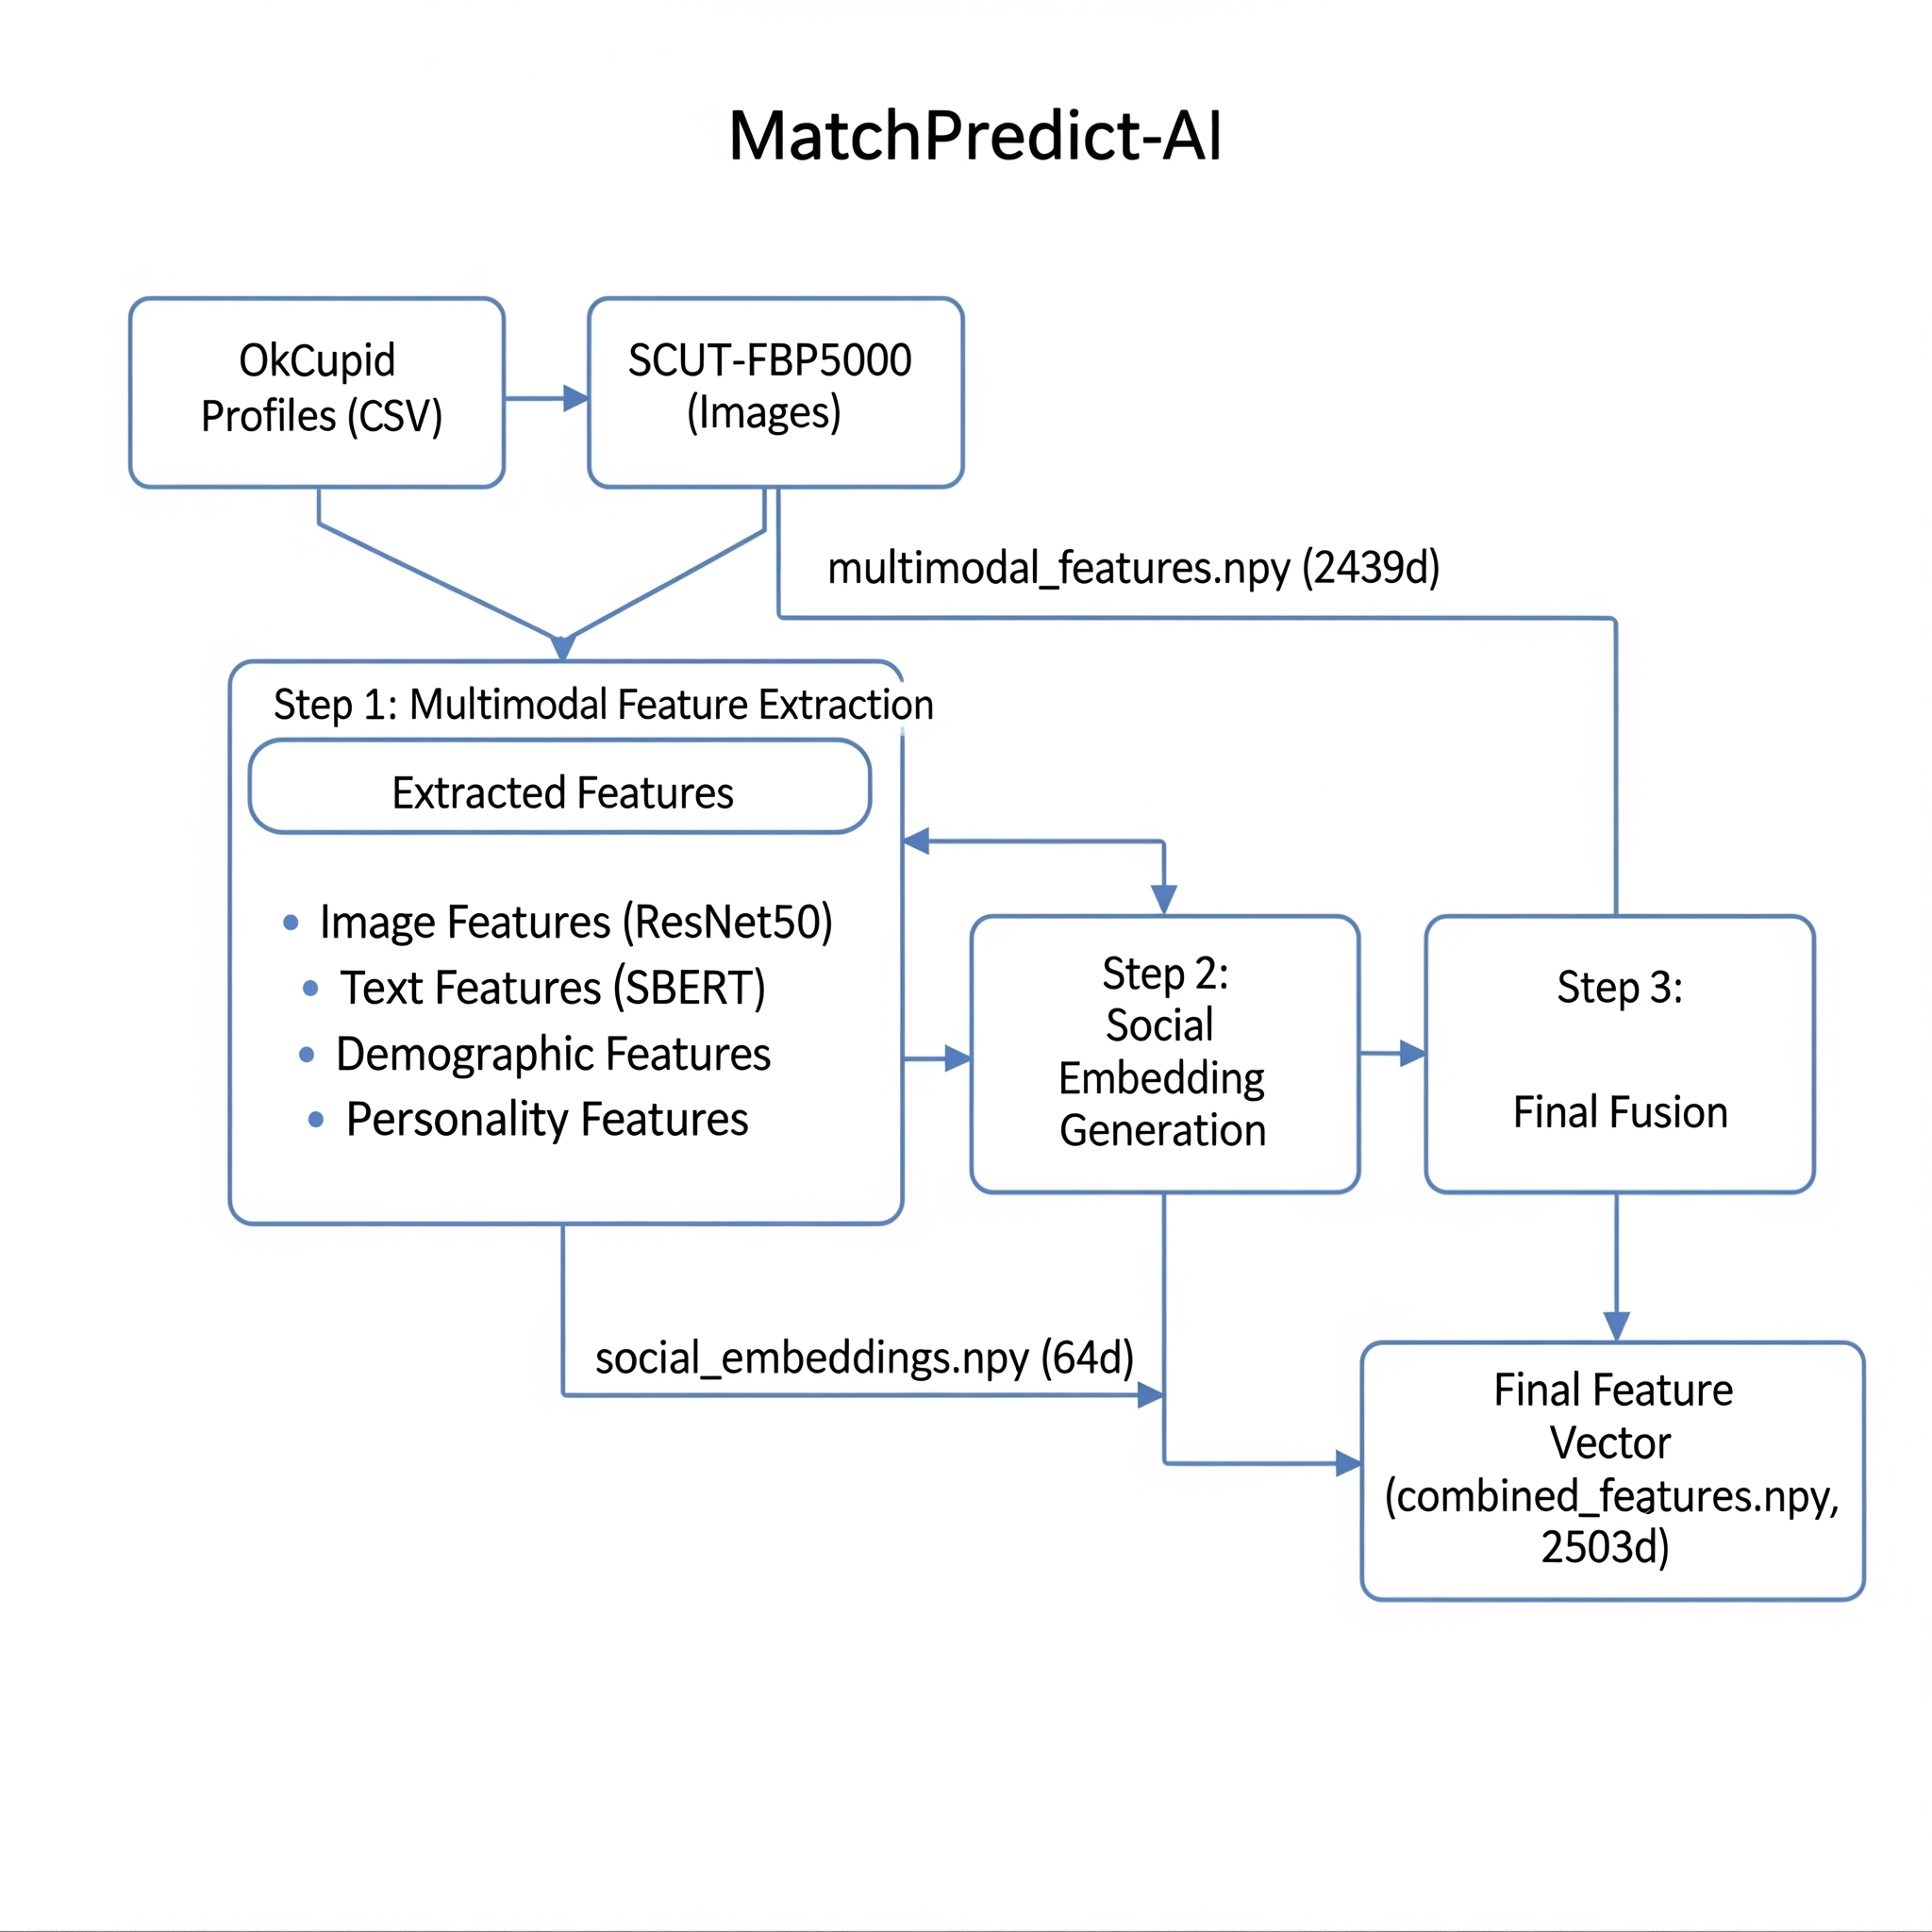 MatchPredict-AI
OkCupid
Profiles (CSV)
SCUT-FBP5000
(Images)
multimodal_features.npy (2439d)
Step 1: Multimodal Feature Extraction
Extracted Features
• Image Features (ResNet50)
• Text Features (SBERT)
• Demographic Features
• Personality Features
Step 2:
Social
Embedding
Generation
Step 3:
Final Fusion
social_embeddings.npy (64d)
Final Feature
Vector
(combined_features.npy,
2503d)